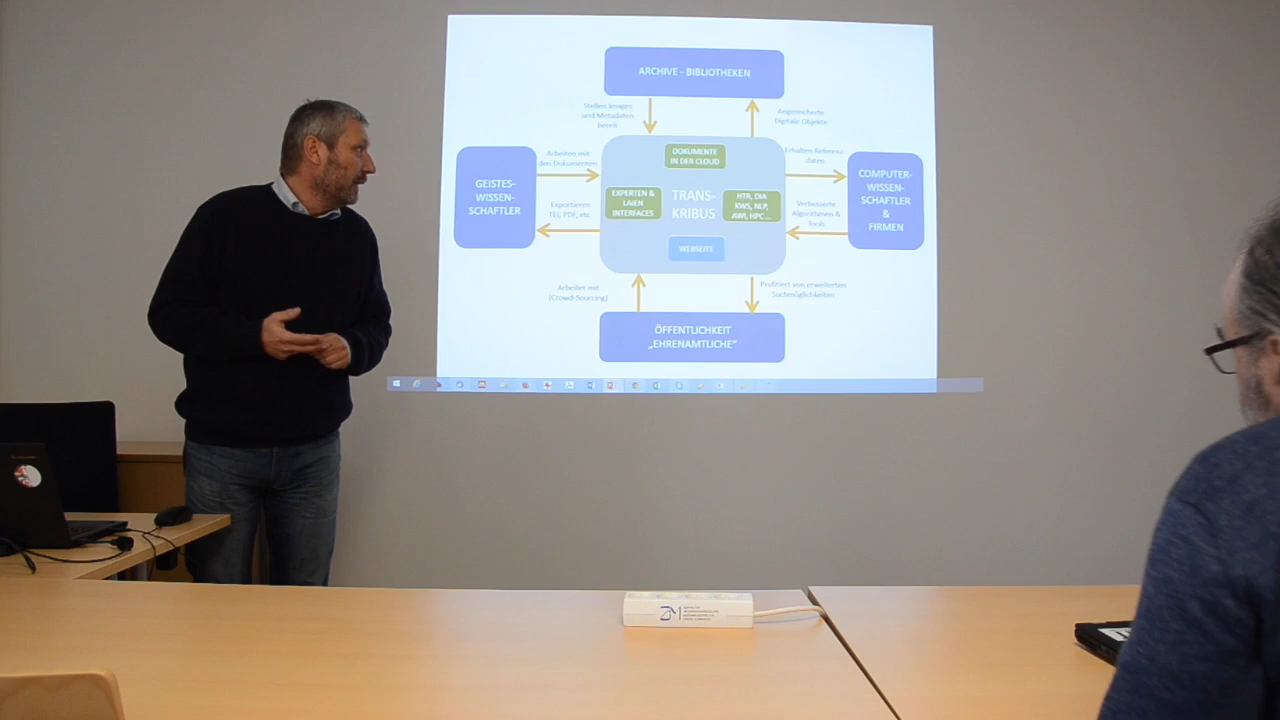 ARCHIVE - BIBLIOTHEKEN
Stellen Images
und Metadaten
bereit
Angereicherte
Digitale Objekte
GEISTES-
WISSEN-
SCHAFTLER
Arbeiten mit
den Dokumenten
Exportieren
TEI, PDF, etc.
DOKUMENTE
IN DER CLOUD
EXPERTEN &
LAIEN
INTERFACES
TRANS-
KRIBUS
HTR, DIA
KWS, NLP,
AWI, HPC ...
WEBSEITE
Erhalten Referenz-
daten
Verbesserte
Algorithmen &
Tools
COMPUTER-
WISSEN-
SCHAFTLER
&
FIRMEN
Arbeitet mit
(Crowd-Sourcing)
Profitiert von erweiterten
Suchmöglichkeiten
ÖFFENTLICHKEIT
„EHRENAMTLICHE“